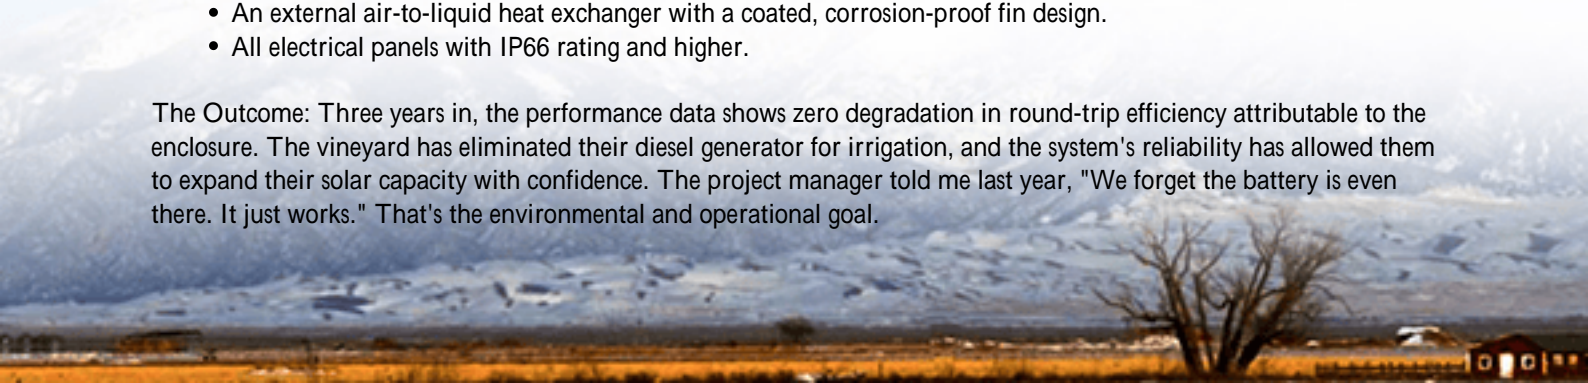 • An external air-to-liquid heat exchanger with a coated, corrosion-proof fin design.
• All electrical panels with IP66 rating and higher.
The Outcome: Three years in, the performance data shows zero degradation in round-trip efficiency attributable to the
enclosure. The vineyard has eliminated their diesel generator for irrigation, and the system's reliability has allowed them
to expand their solar capacity with confidence. The project manager told me last year, "We forget the battery is even
there. It just works." That's the environmental and operational goal.